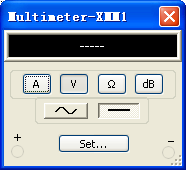 Multimeter-XMM1
-----
A V Ω dB
Set...
+ -